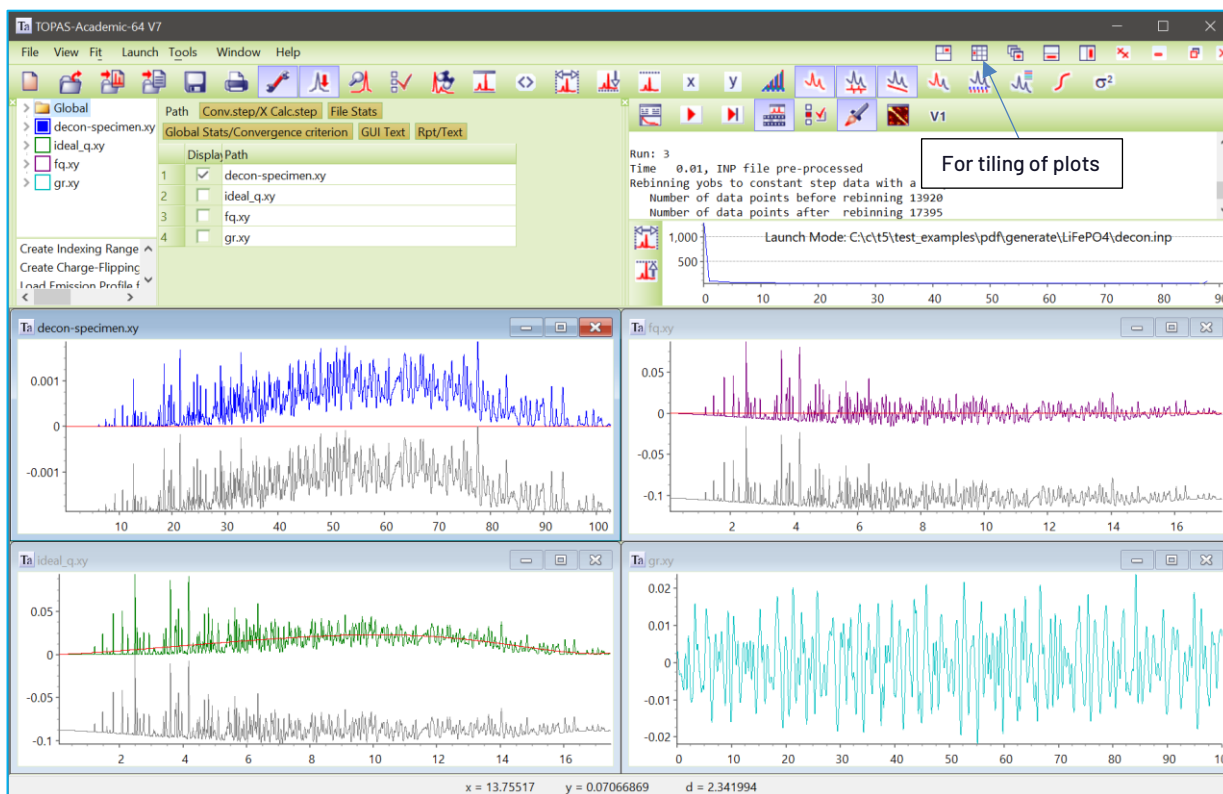 Ta TOPAS-Academic-64 V7
File View Fit Launch Tools Window Help
x y <> σ²
Global
decon-specimen.xy
ideal_q.xy
fq.xy
gr.xy
Create Indexing Range
Create Charge-Flipping
Load Emission Profile f
Path Conv.step/X Calc.step File Stats
Global Stats/Convergence criterion GUI Text Rpt/Text
Display Path
1 decon-specimen.xy
2 ideal_q.xy
3 fq.xy
4 gr.xy
V1
Run: 3
Time 0.01, INP file pre-processed
Rebinning yobs to constant step data with a
Number of data points before rebinning 13920
Number of data points after rebinning 17395
For tiling of plots
Launch Mode: C:\c\t5\test_examples\pdf\generate\LiFePO4\decon.inp
1,000
500
0 10 20 30 40 50 60 70 80 90
Ta decon-specimen.xy
0.001
0
-0.001
10 20 30 40 50 60 70 80 90 100
Ta fq.xy
0.05
0
-0.05
-0.1
2 4 6 8 10 12 14 16
Ta ideal_q.xy
0.05
0
-0.05
-0.1
2 4 6 8 10 12 14 16
Ta gr.xy
0.02
0.01
0
-0.01
-0.02
0 10 20 30 40 50 60 70 80 90 10
x = 13.75517 y = 0.07066869 d = 2.341994